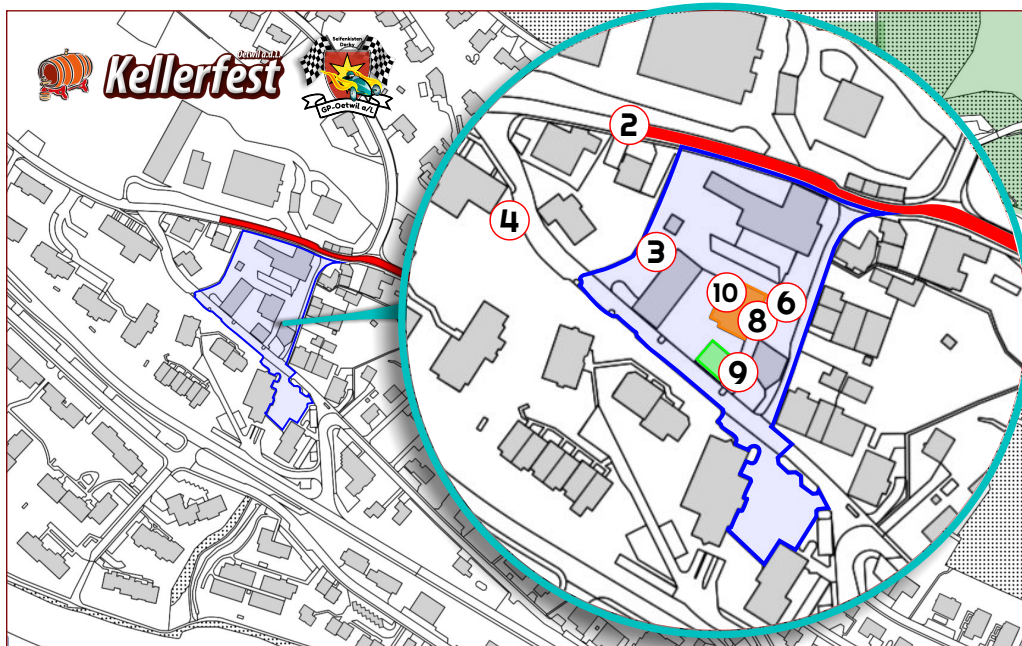 Oetwil a.d.L.
Kellerfest
Seifenkisten
Derby
GP-Oetwil a/L
2
4
3
10
6
8
9